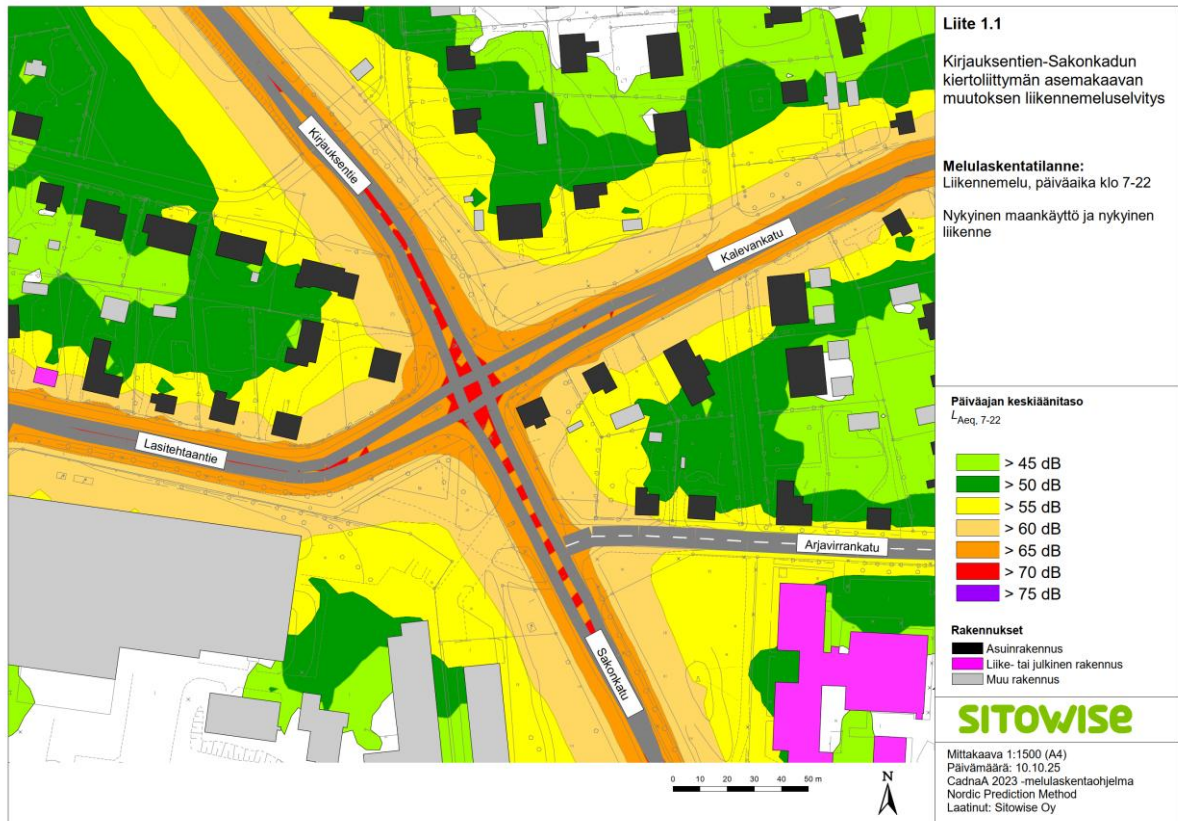 Liite 1.1
Kirjauksentien-Sakonkadun
kiertoliittymän asemakaavan
muutoksen liikennemeluselvitys
Melulaskentatilanne:
Liikennemelu, päiväaika klo 7-22
Nykyinen maankäyttö ja nykyinen
liikenne
Kirjauksentie
Kalevankatu
Lasitehtaantie
Arjavirrankatu
Sakonkatu
Päiväajan keskiäänitaso
LAeq, 7-22
> 45 dB
> 50 dB
> 55 dB
> 60 dB
> 65 dB
> 70 dB
> 75 dB
Rakennukset
Asuinrakennus
Liike- tai julkinen rakennus
Muu rakennus
SITOWISE
0 10 20 30 40 50 m
N
Mittakaava 1:1500 (A4)
Päivämäärä: 10.10.25
CadnaA 2023 -melulaskentaohjelma
Nordic Prediction Method
Laatinut: Sitowise Oy